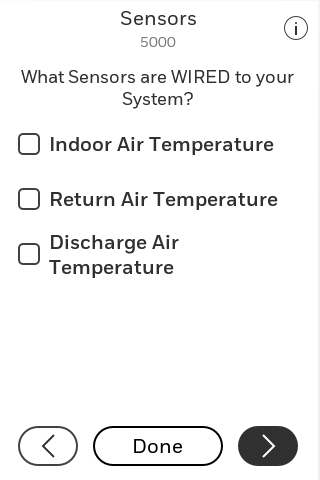 Sensors
5000
i
What Sensors are WIRED to your
System?
Indoor Air Temperature
Return Air Temperature
Discharge Air
Temperature
Done